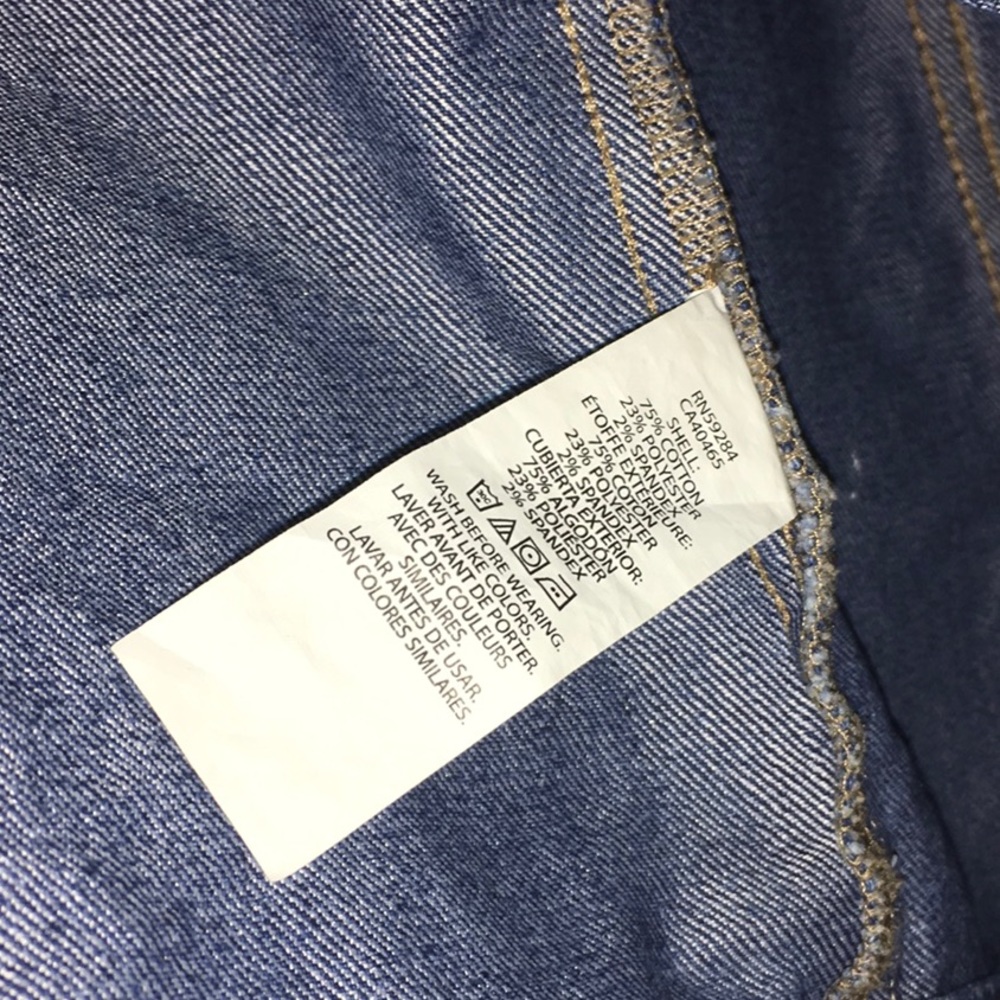 RN59284
CA40465
SHELL:
75% COTTON
23% POLYESTER
2% SPANDEX
ÉTOFFE EXTÉRIEURE:
75% COTON
23% POLYESTER
2% SPANDEX
CUBIERTA EXTERIOR:
75% ALGODÓN
23% POLIÉSTER
2% SPANDEX
WASH BEFORE WEARING.
WITH LIKE COLORS.
LAVER AVANT DE PORTER.
AVEC DES COULEURS
SIMILAIRES.
LAVAR ANTES DE USAR.
CON COLORES SIMILARES.